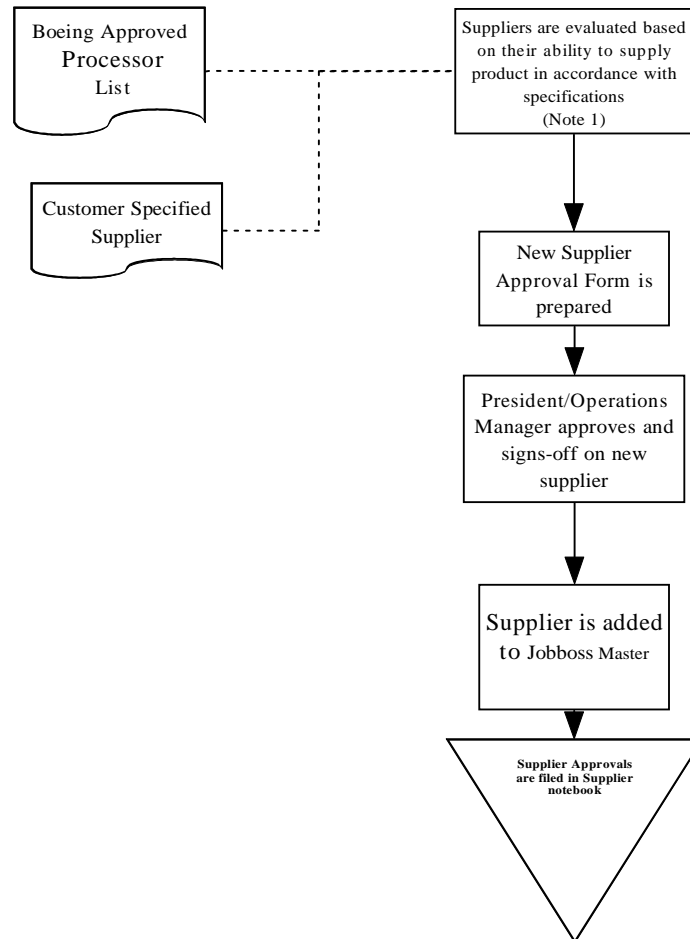 Boeing Approved
Processor
List
Suppliers are evaluated based
on their ability to supply
product in accordance with
specifications
(Note 1)
Customer Specified
Supplier
New Supplier
Approval Form is
prepared
President/Operations
Manager approves and
signs-off on new
supplier
Supplier is added
to Jobboss Master
Supplier Approvals
are filed in Supplier
notebook